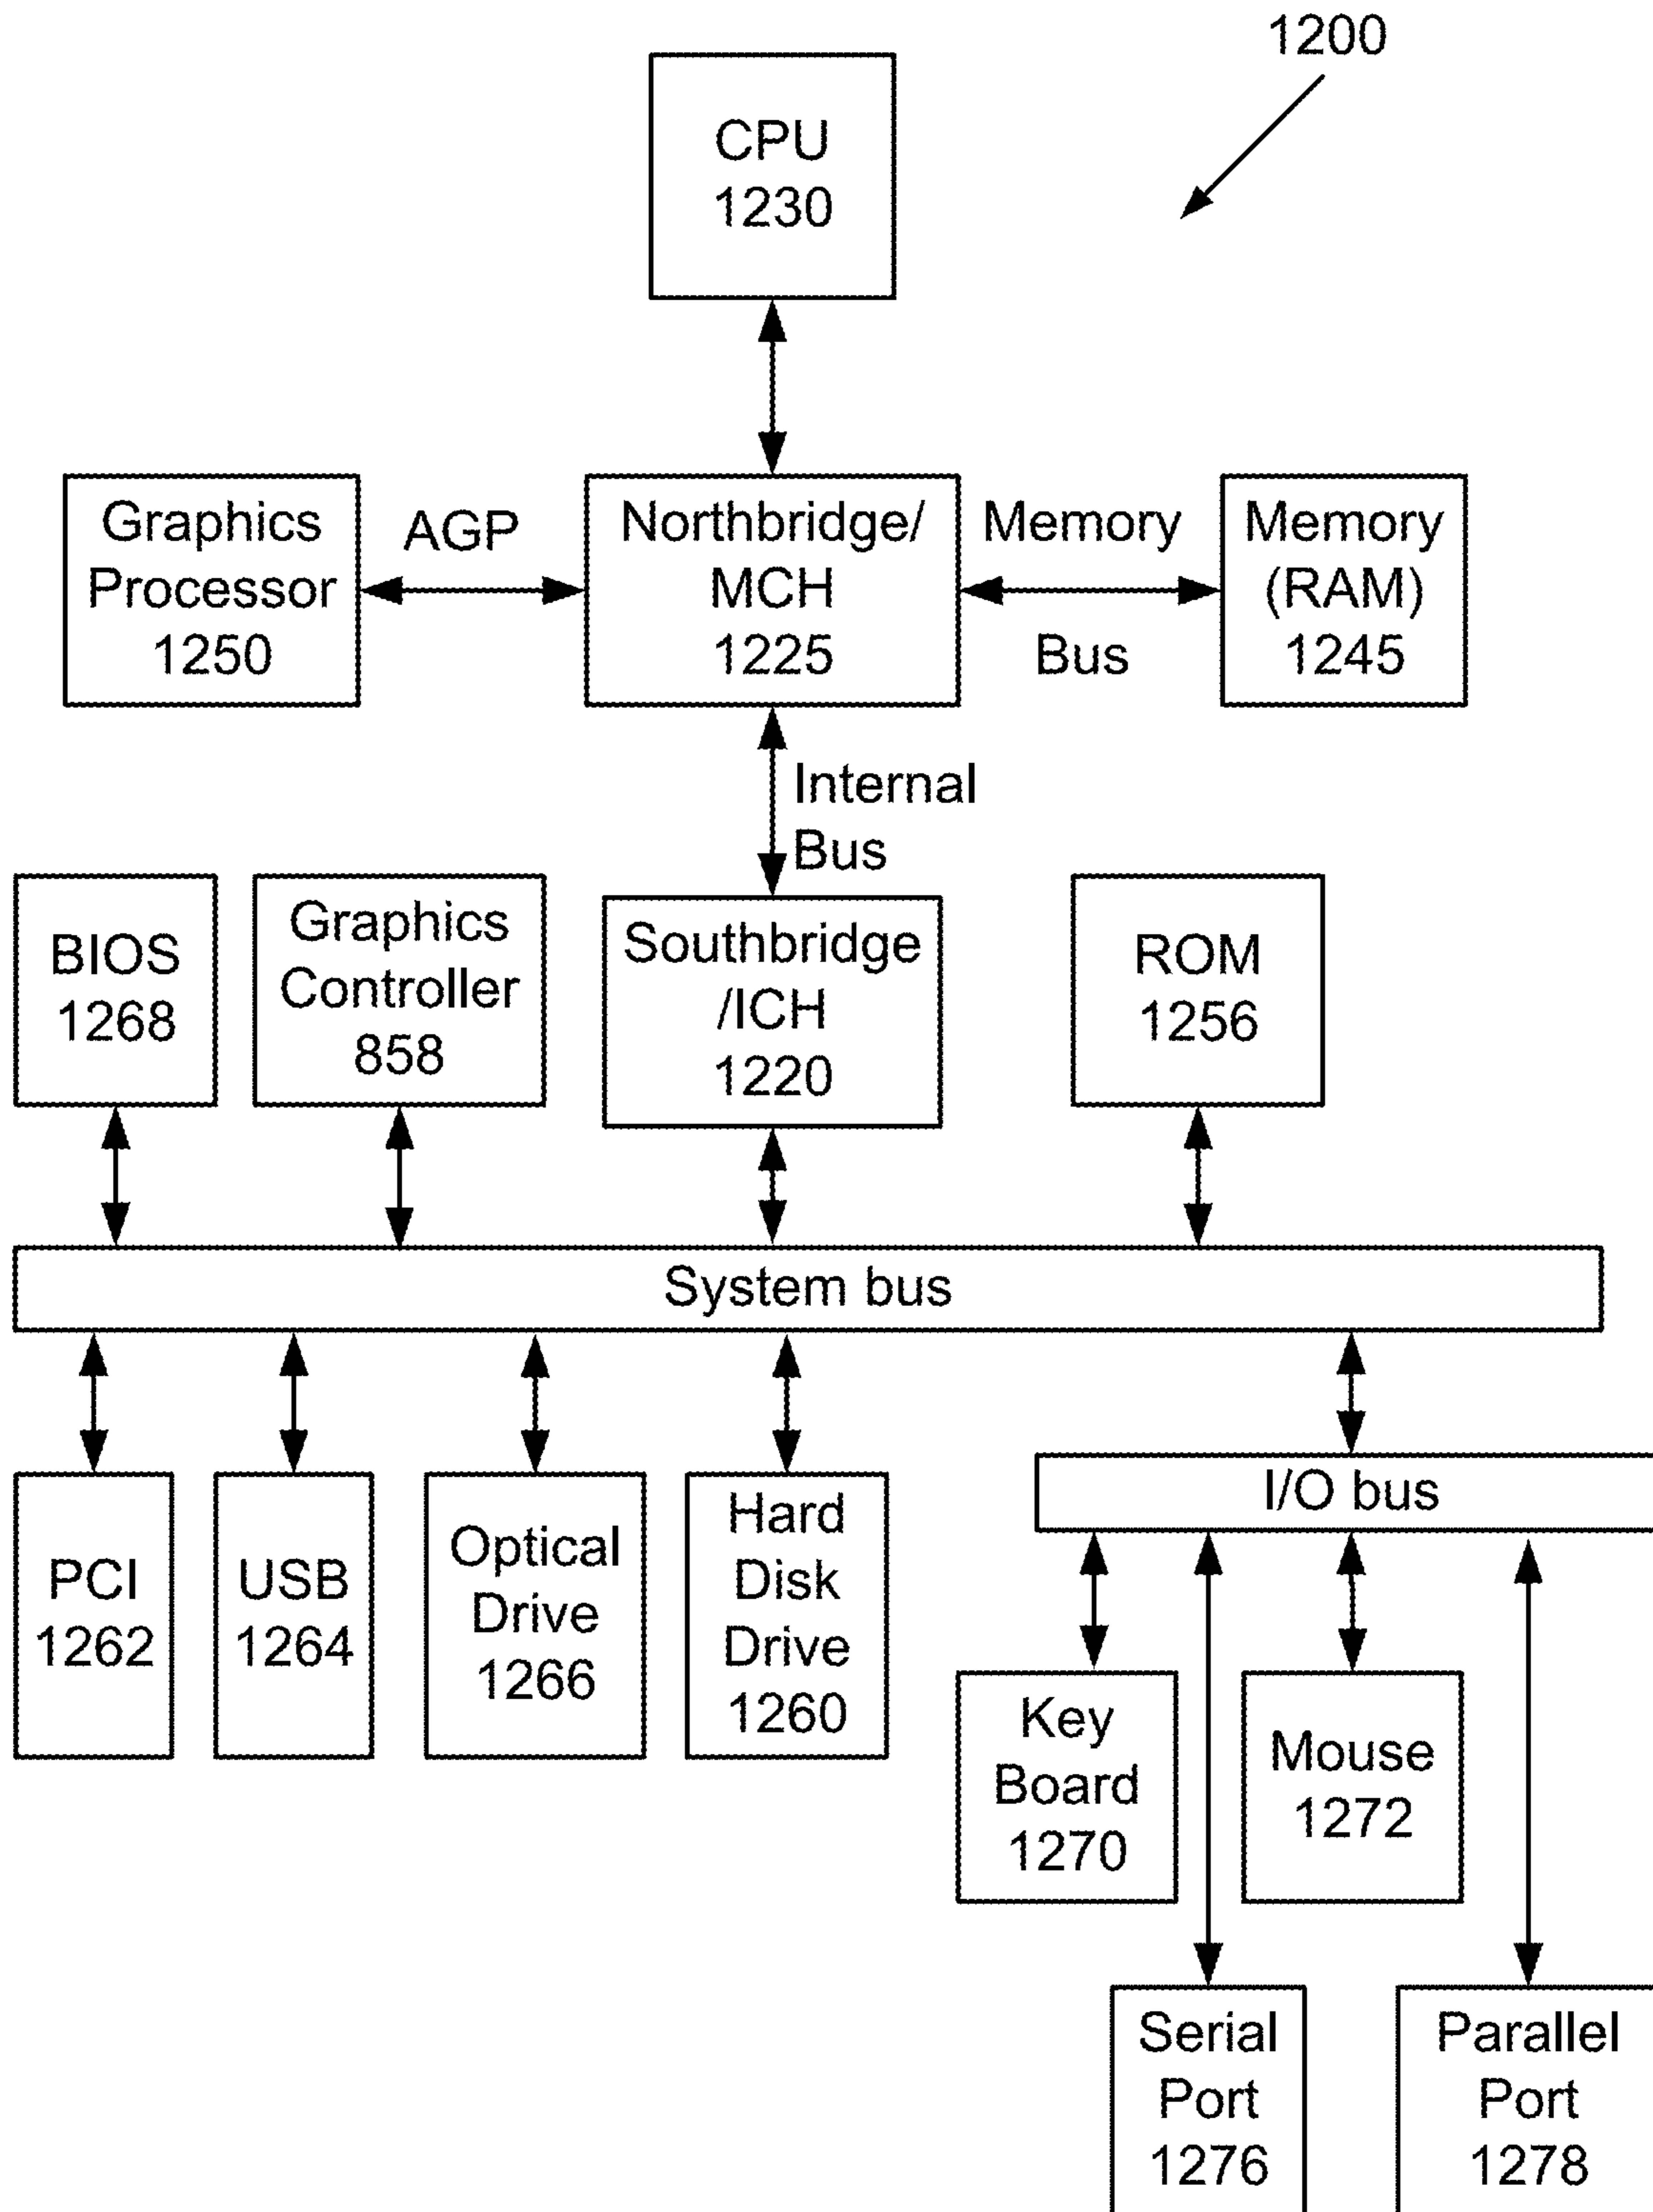 1200
CPU
1230
Graphics
Processor
1250
AGP
Northbridge/
MCH
1225
Memory
Bus
Memory
(RAM)
1245
Internal
Bus
BIOS
1268
Graphics
Controller
858
Southbridge
/ICH
1220
ROM
1256
System bus
PCI
1262
USB
1264
Optical
Drive
1266
Hard
Disk
Drive
1260
I/O bus
Key
Board
1270
Mouse
1272
Serial
Port
1276
Parallel
Port
1278